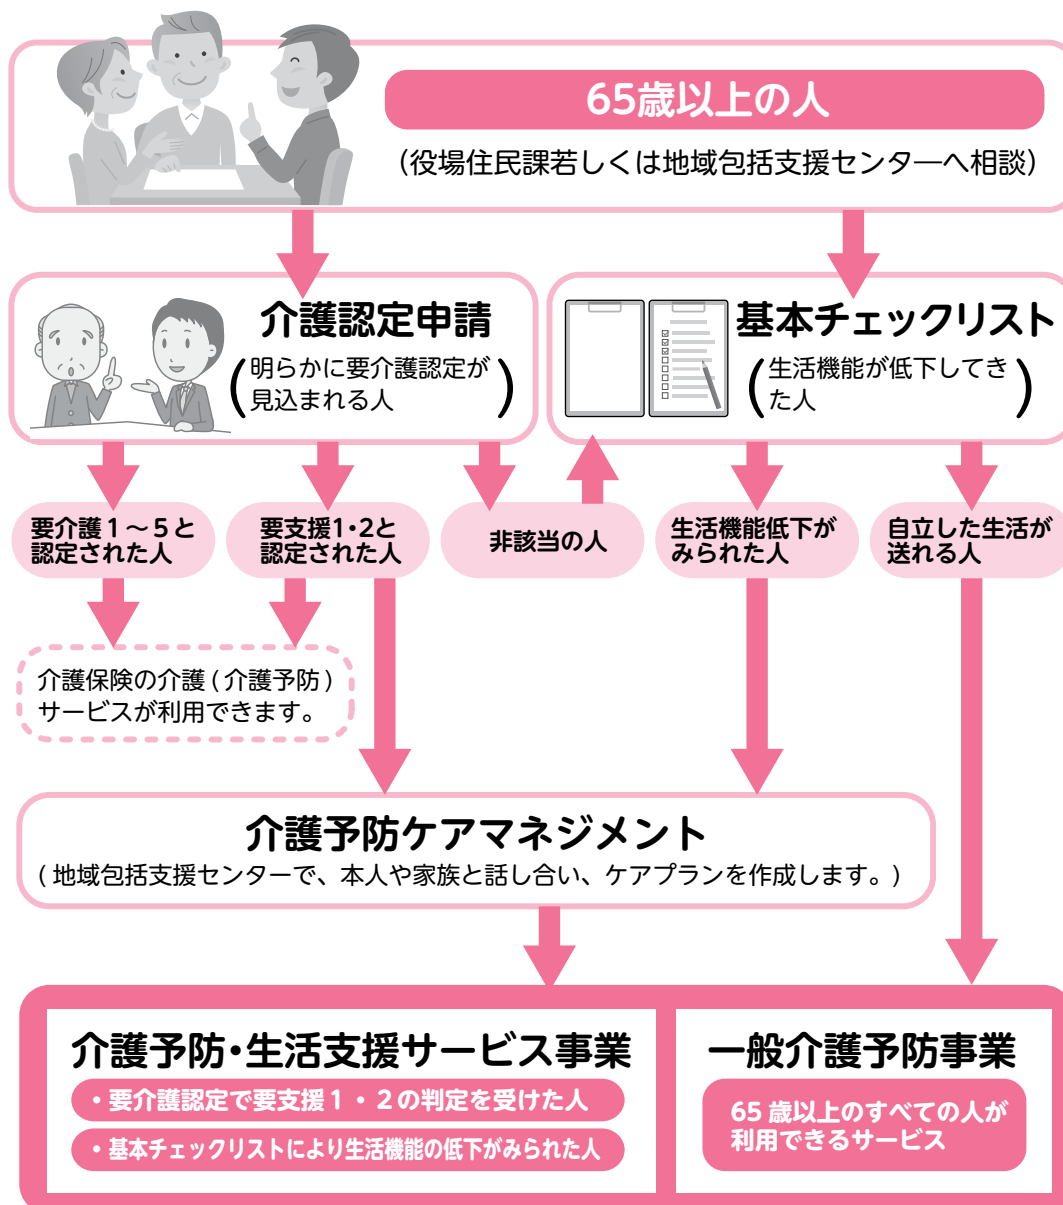 65歳以上の人
（役場住民課若しくは地域包括支援センターへ相談）
介護認定申請
（明らかに要介護認定が
見込まれる人）
基本チェックリスト
（生活機能が低下してき
た人）
要介護１～５と
認定された人
要支援1・2と
認定された人
非該当の人
生活機能低下が
みられた人
自立した生活が
送れる人
介護保険の介護（介護予防）
サービスが利用できます。
介護予防ケアマネジメント
（地域包括支援センターで、本人や家族と話し合い、ケアプランを作成します。）
介護予防・生活支援サービス事業
・要介護認定で要支援１・２の判定を受けた人
・基本チェックリストにより生活機能の低下がみられた人
一般介護予防事業
65歳以上のすべての人が
利用できるサービス